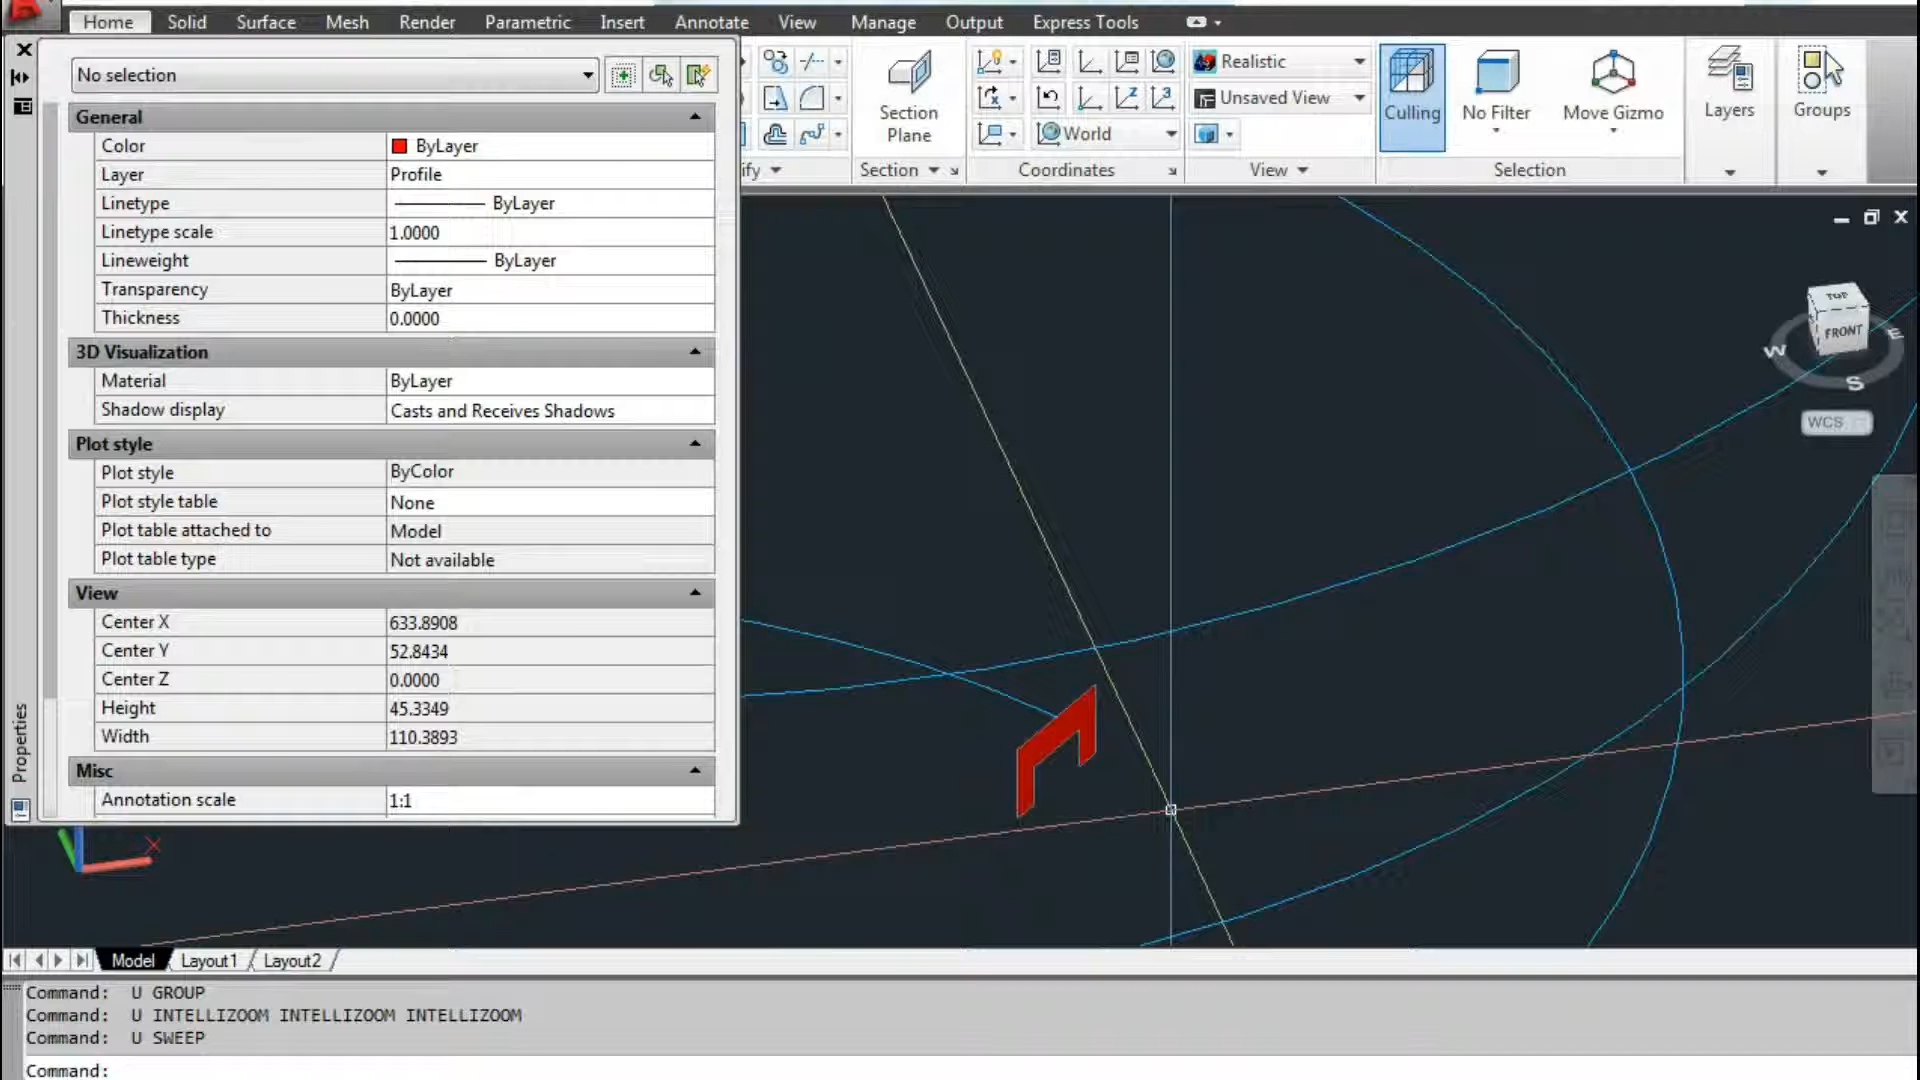 Home Solid Surface Mesh Render Parametric Insert Annotate View Manage Output Express Tools
No selection
General
Color ByLayer
Layer Profile
Linetype ByLayer
Linetype scale 1.0000
Lineweight ByLayer
Transparency ByLayer
Thickness 0.0000
3D Visualization
Material ByLayer
Shadow display Casts and Receives Shadows
Plot style
Plot style ByColor
Plot style table None
Plot table attached to Model
Plot table type Not available
View
Center X 633.8908
Center Y 52.8434
Center Z 0.0000
Height 45.3349
Width 110.3893
Misc
Annotation scale 1:1
Properties
Section
Plane
Realistic
Unsaved View
World
Culling
No Filter
Move Gizmo
Layers
Groups
ify Section Coordinates View Selection
TOP
FRONT
W
E
S
WCS
X
Model Layout1 Layout2
Command: U GROUP
Command: U INTELLIZOOM INTELLIZOOM INTELLIZOOM
Command: U SWEEP
Command: